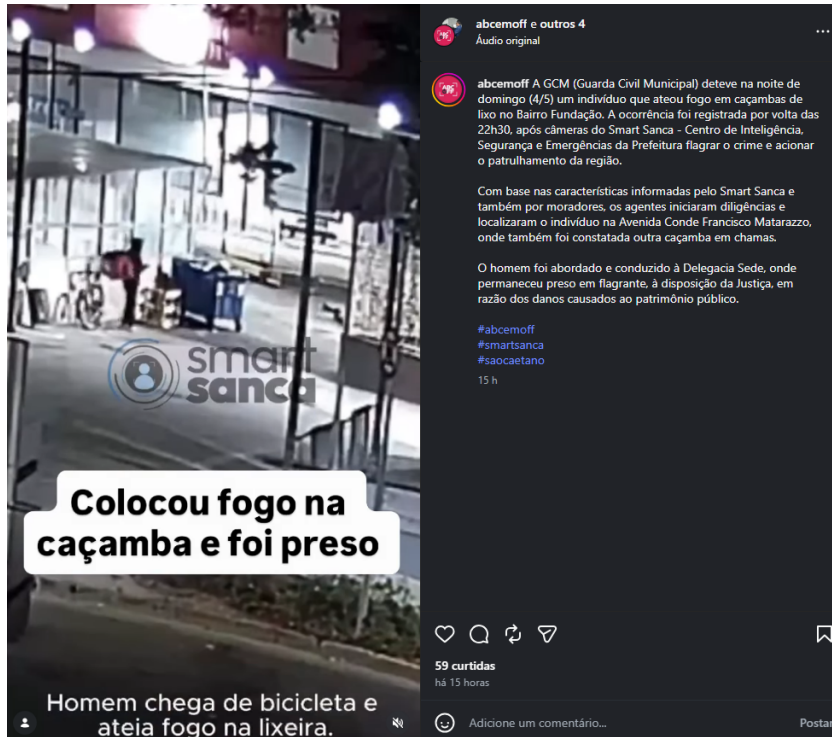 smart
sanca
Colocou fogo na
caçamba e foi preso
Homem chega de bicicleta e
ateia fogo na lixeira.
abcemoff e outros 4
Áudio original
abcemoff A GCM (Guarda Civil Municipal) deteve na noite de
domingo (4/5) um indivíduo que ateou fogo em caçambas de
lixo no Bairro Fundação. A ocorrência foi registrada por volta das
22h30, após câmeras do Smart Sanca - Centro de Inteligência,
Segurança e Emergências da Prefeitura flagrar o crime e acionar
o patrulhamento da região.
Com base nas características informadas pelo Smart Sanca e
também por moradores, os agentes iniciaram diligências e
localizaram o indivíduo na Avenida Conde Francisco Matarazzo,
onde também foi constatada outra caçamba em chamas.
O homem foi abordado e conduzido à Delegacia Sede, onde
permaneceu preso em flagrante, à disposição da Justiça, em
razão dos danos causados ao patrimônio público.
#abcemoff
#smartsanca
#saocaetano
15 h
59 curtidas
há 15 horas
Adicione um comentário...
Postar